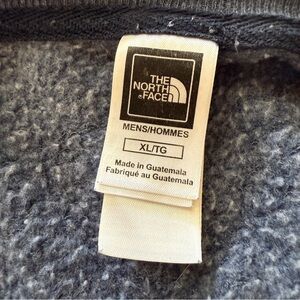 THE
NORTH
FACE
MENS/HOMMES
XL/TG
Made in Guatemala
Fabriqué au Guatemala